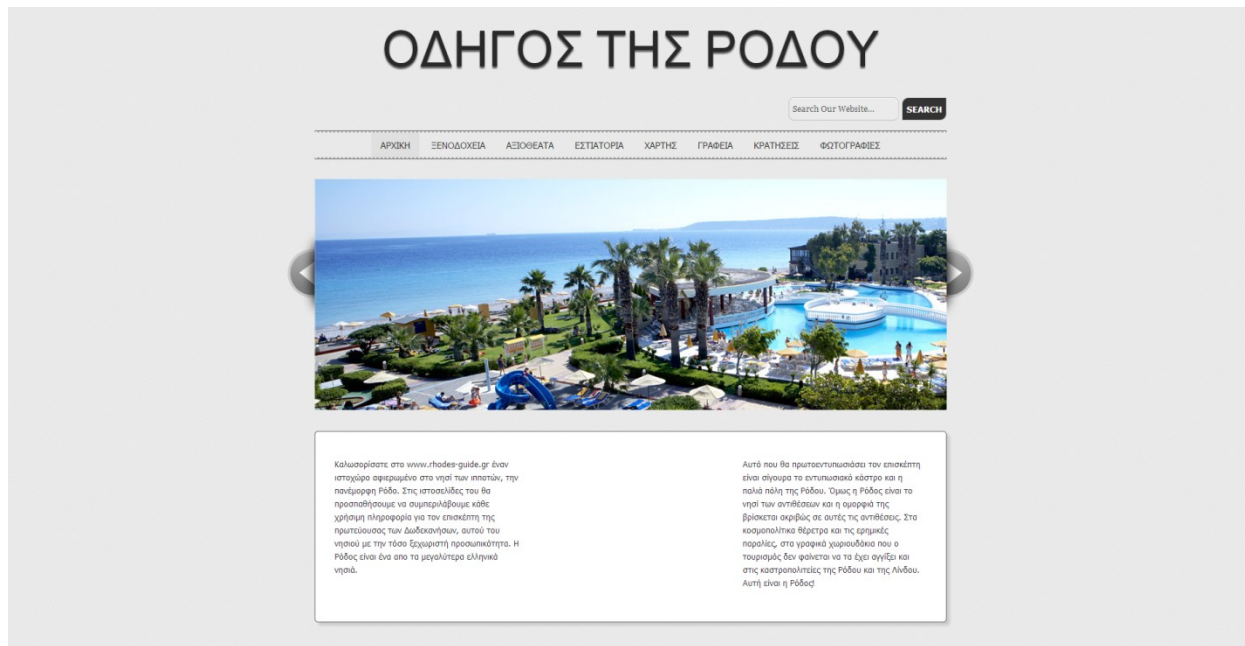 ΟΔΗΓΟΣ ΤΗΣ ΡΟΔΟΥ
Search Our Website...
SEARCH
ΑΡΧΙΚΗ ΞΕΝΟΔΟΧΕΙΑ ΑΞΙΟΘΕΑΤΑ ΕΣΤΙΑΤΟΡΙΑ ΧΑΡΤΗΣ ΓΡΑΦΕΙΑ ΚΡΑΤΗΣΕΙΣ ΦΩΤΟΓΡΑΦΙΕΣ
Καλωσορίσατε στο www.rhodes-guide.gr έναν
ιστοχώρο αφιερωμένο στο νησί των ιπποτών, την
πανέμορφη Ρόδο. Στις ιστοσελίδες του θα
προσπαθήσουμε να συμπεριλάβουμε κάθε
χρήσιμη πληροφορία για τον επισκέπτη της
πρωτεύουσας των Δωδεκανήσων, αυτού του
νησιού με την τόσο ξεχωριστή προσωπικότητα. Η
Ρόδος είναι ένα απο τα μεγαλύτερα ελληνικά
νησιά.
Αυτό που θα πρωτοεντυπωσιάσει τον επισκέπτη
είναι σίγουρα το εντυπωσιακό κάστρο και η
παλιά πόλη της Ρόδου. Όμως η Ρόδος είναι το
νησί των αντιθέσεων και η ομορφιά της
βρίσκεται ακριβώς σε αυτές τις αντιθέσεις. Στα
κοσμοπολίτικα θέρετρα και τις ερημικές
παραλίες, στα γραφικά χωριουδάκια που ο
τουρισμός δεν φαίνεται να τα έχει αγγίξει και
στις καστροπολιτείες της Ρόδου και της Λίνδου.
Αυτή είναι η Ρόδος!